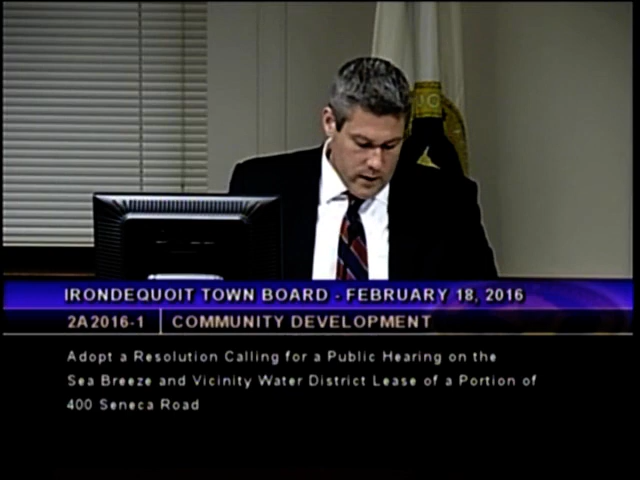 IRONDEQUOIT TOWN BOARD - FEBRUARY 18, 2016
2A2016-1 COMMUNITY DEVELOPMENT
Adopt a Resolution Calling for a Public Hearing on the
Sea Breeze and Vicinity Water District Lease of a Portion of
400 Seneca Road